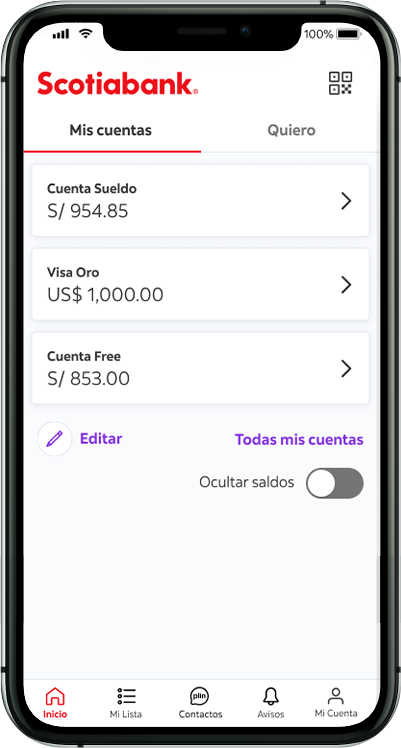 100%
Scotiabank®
Mis cuentas
Quiero
Cuenta Sueldo
S/ 954.85
Visa Oro
US$ 1,000.00
Cuenta Free
S/ 853.00
Editar
Todas mis cuentas
Ocultar saldos
plin
Inicio
Mi Lista
Contactos
Avisos
Mi Cuenta